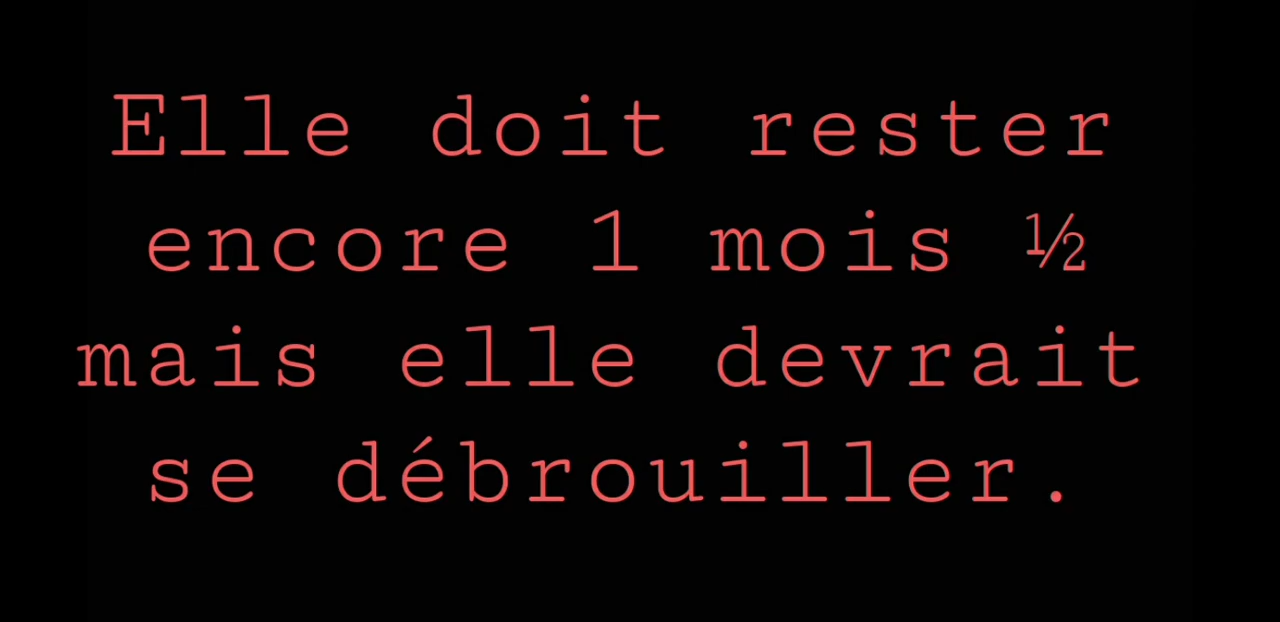 Elle doit rester
encore 1 mois ½
mais elle devrait
se débrouiller.